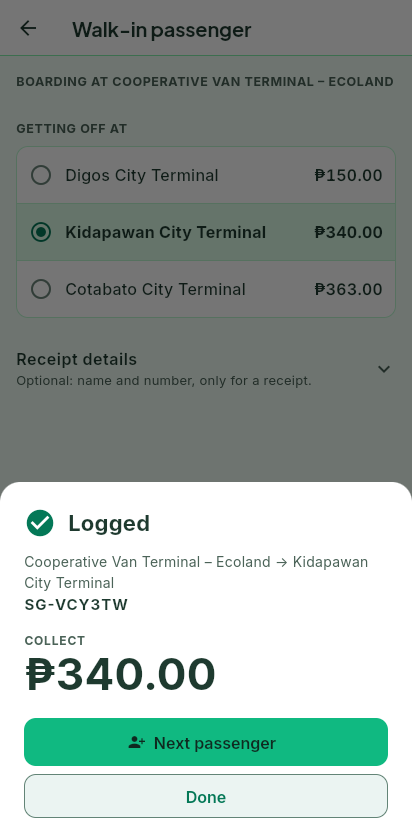 Walk-in passenger
BOARDING AT COOPERATIVE VAN TERMINAL – ECOLAND
GETTING OFF AT
Digos City Terminal ₱150.00
Kidapawan City Terminal ₱340.00
Cotabato City Terminal ₱363.00
Receipt details
Optional: name and number, only for a receipt.
Logged
Cooperative Van Terminal – Ecoland → Kidapawan
City Terminal
SG-VCY3TW
COLLECT
₱340.00
Next passenger
Done